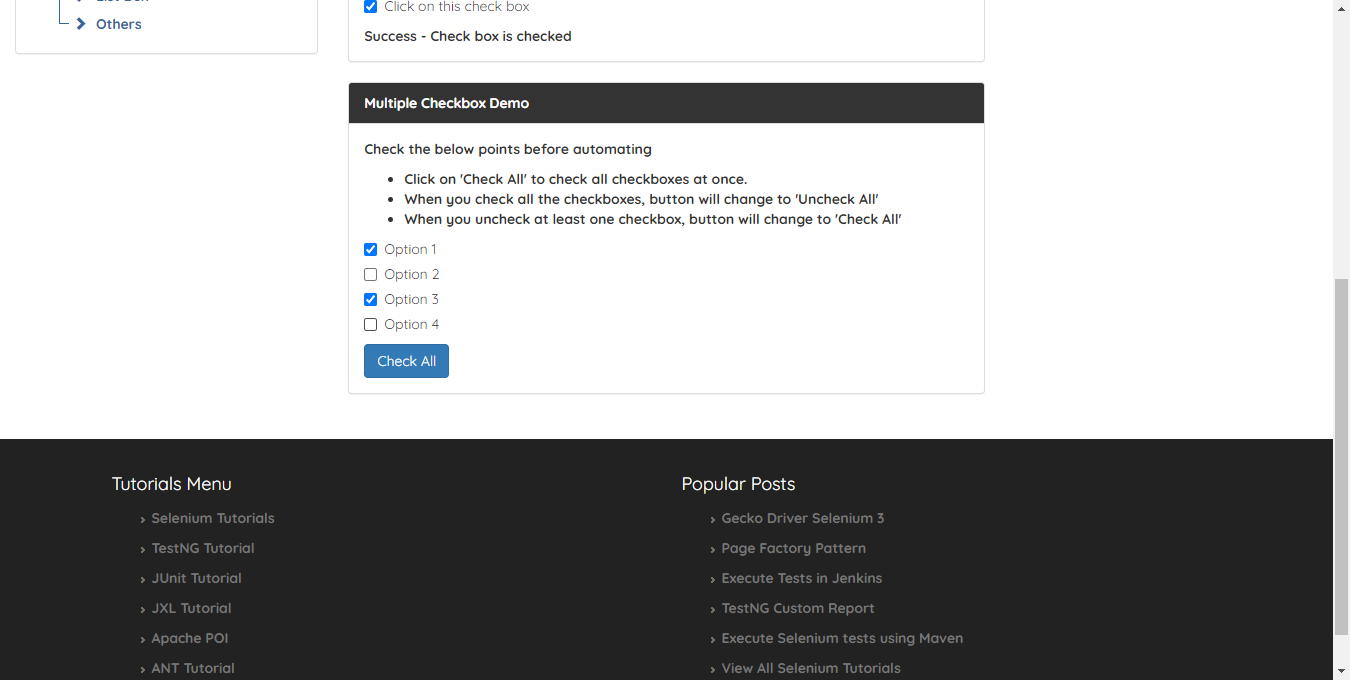 Others
Click on this check box
Success - Check box is checked
Multiple Checkbox Demo
Check the below points before automating
Click on 'Check All' to check all checkboxes at once.
When you check all the checkboxes, button will change to 'Uncheck All'
When you uncheck at least one checkbox, button will change to 'Check All'
Option 1
Option 2
Option 3
Option 4
Check All
Tutorials Menu
Selenium Tutorials
TestNG Tutorial
JUnit Tutorial
JXL Tutorial
Apache POI
ANT Tutorial
Popular Posts
Gecko Driver Selenium 3
Page Factory Pattern
Execute Tests in Jenkins
TestNG Custom Report
Execute Selenium tests using Maven
View All Selenium Tutorials